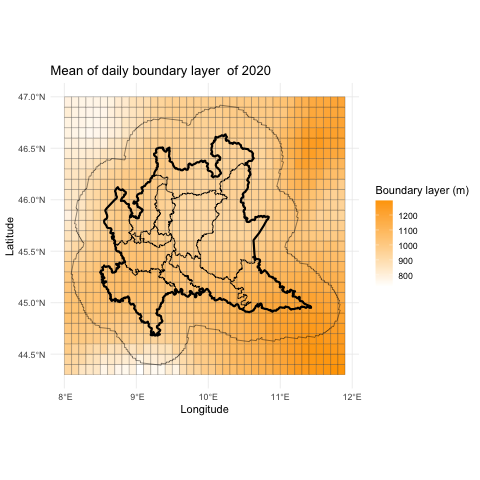 Mean of daily boundary layer  of 2020
47.0°N
46.5°N
46.0°N
45.5°N
45.0°N
44.5°N
Latitude
8°E
9°E
10°E
11°E
12°E
Longitude
Boundary layer (m)
1200
1100
1000
900
800